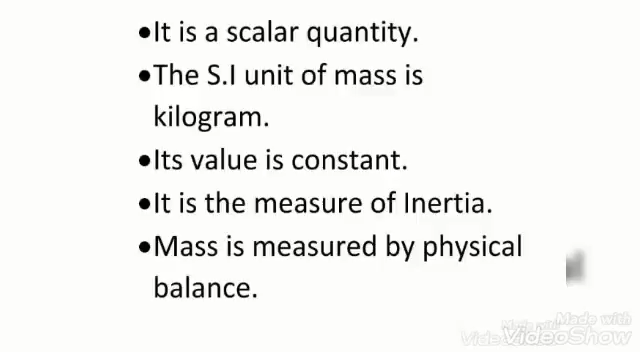 •It is a scalar quantity.
•The S.I unit of mass is
kilogram.
•Its value is constant.
•It is the measure of Inertia.
•Mass is measured by physical
balance.
Made with
VideoShow